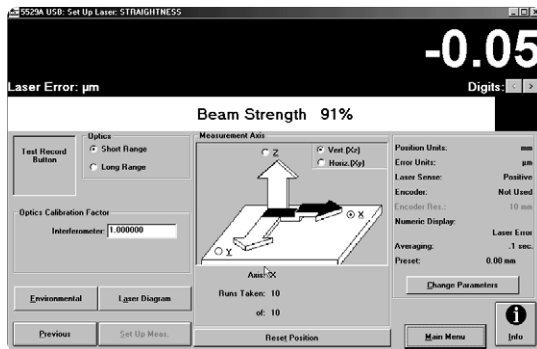 5529A USB: Set Up Laser: STRAIGHTNESS
-0.05
Laser Error: µm
Digits: < >
Beam Strength 91%
Test Record
Button
Optics
Short Range
Long Range
Optics Calibration Factor
Interferometer: 1.000000
Environmental
Laser Diagram
Previous
Set Up Meas.
Measurement Axis
Z
Vert.(Xz)
Horiz.(Xy)
X
Y
Axis: X
Runs Taken: 10
of: 10
Reset Position
Position Units: mm
Error Units: µm
Laser Sense: Positive
Encoder: Not Used
Encoder Res.: 10 nm
Numeric Display:
Laser Error
Averaging: .1 sec.
Preset: 0.00 mm
Change Parameters
Main Menu
Info